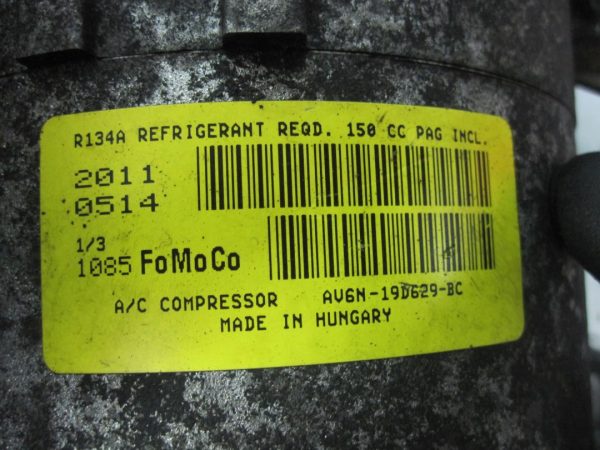 R134A REFRIGERANT REQD. 150 CC PAG INCL.
2011
0514
1/3
1085 FoMoCo
A/C COMPRESSOR AV6N-19D629-BC
MADE IN HUNGARY